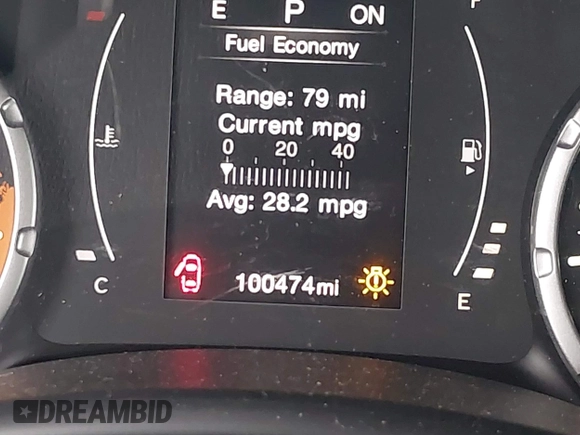 E P ON F
Fuel Economy
Range: 79 mi
Current mpg
0 20 40
Avg: 28.2 mpg
100474mi
C E
DREAMBID